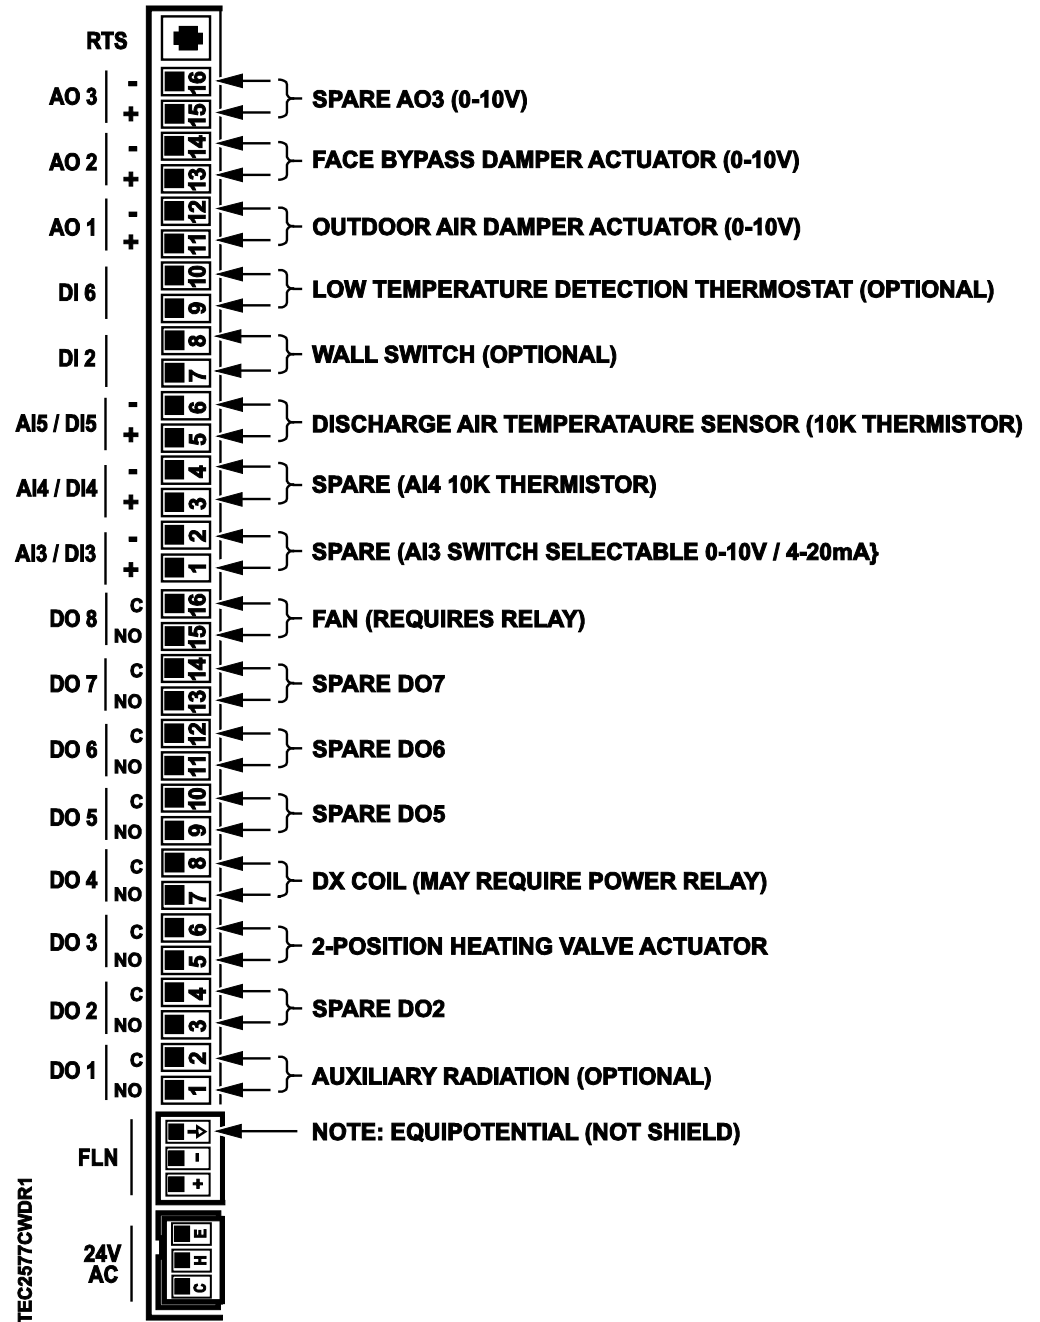 RTS
AO 3 - 16 SPARE AO3 (0-10V)
+ 15
AO 2 - 14 FACE BYPASS DAMPER ACTUATOR (0-10V)
+ 13
AO 1 - 12 OUTDOOR AIR DAMPER ACTUATOR (0-10V)
+ 11
DI 6 10 LOW TEMPERATURE DETECTION THERMOSTAT (OPTIONAL)
9
DI 2 8 WALL SWITCH (OPTIONAL)
7
AI5 / DI5 - 6 DISCHARGE AIR TEMPERATAURE SENSOR (10K THERMISTOR)
+ 5
AI4 / DI4 - 4 SPARE (AI4 10K THERMISTOR)
+ 3
AI3 / DI3 - 2 SPARE (AI3 SWITCH SELECTABLE 0-10V / 4-20mA}
+ 1
DO 8 C 16 FAN (REQUIRES RELAY)
NO 15
DO 7 C 14 SPARE DO7
NO 13
DO 6 C 12 SPARE DO6
NO 11
DO 5 C 10 SPARE DO5
NO 9
DO 4 C 8 DX COIL (MAY REQUIRE POWER RELAY)
NO 7
DO 3 C 6 2-POSITION HEATING VALVE ACTUATOR
NO 5
DO 2 C 4 SPARE DO2
NO 3
DO 1 C 2 AUXILIARY RADIATION (OPTIONAL)
NO 1
NOTE: EQUIPOTENTIAL (NOT SHIELD)
FLN -
+
24V E
AC H
C
TEC2577CWDR1